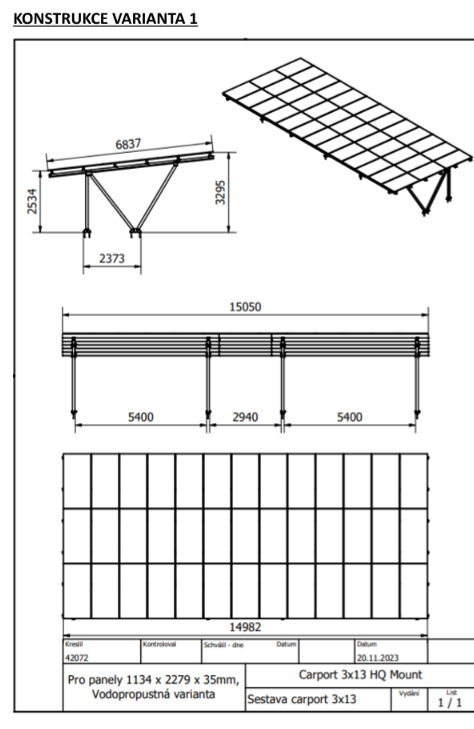 KONSTRUKCE VARIANTA 1
6837
2534
3295
2373
15050
5400
2940
5400
14982
Kreslil
Kontroloval
Schválil - dne
Datum
Datum
42072
20.11.2023
Pro panely 1134 x 2279 x 35mm,
Vodopropustná varianta
Carport 3x13 HQ Mount
Sestava carport 3x13
Vydání
List
1 / 1